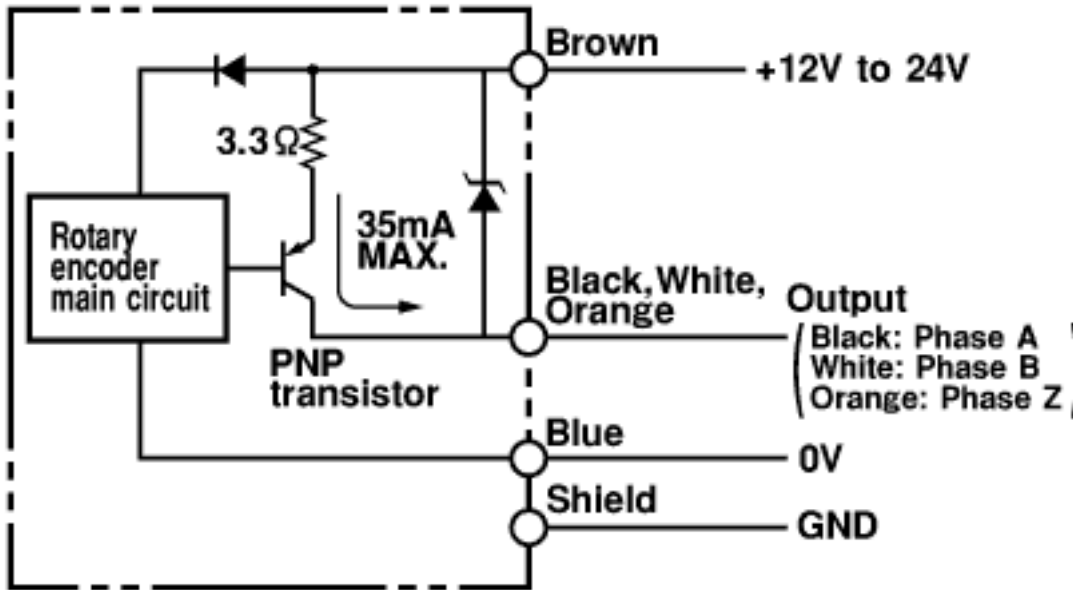 Brown
+12V to 24V
3.3Ω
35mA
MAX.
Rotary
encoder
main circuit
Black, White,
Orange
Output
Black: Phase A
White: Phase B
Orange: Phase Z
PNP
transistor
Blue
0V
Shield
GND